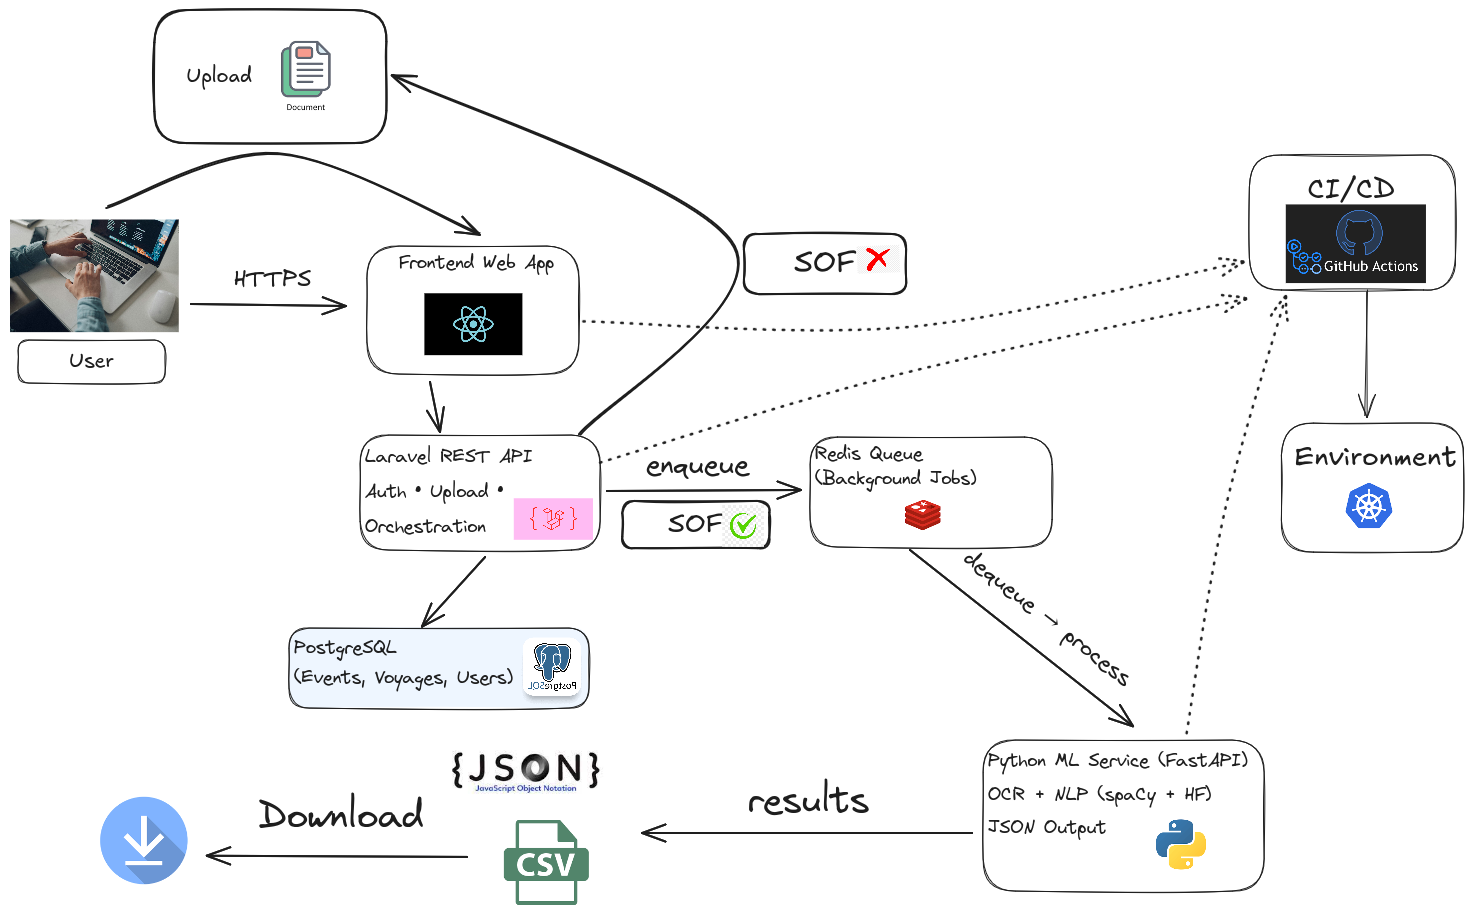 Upload
Document
HTTPS
User
Frontend Web App
SOF
CI/CD
GitHub Actions
Laravel REST API
Auth • Upload •
Orchestration
enqueue
SOF
Redis Queue
(Background Jobs)
Environment
dequeue → process
PostgreSQL
(Events, Voyages, Users)
PostgreSQL
Python ML Service (FastAPI)
OCR + NLP (spaCy + HF)
JSON Output
{JSON}
JavaScript Object Notation
results
Download
CSV